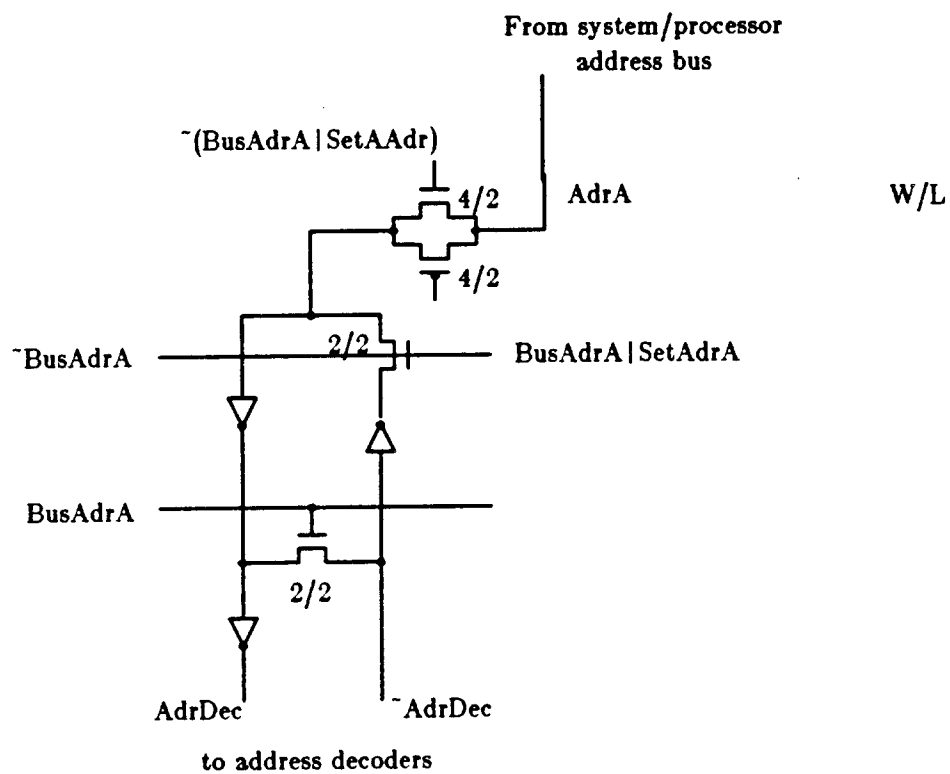 From system/processor
address bus
~(BusAdrA|SetAAdr)
4/2
AdrA
W/L
4/2
2/2
~BusAdrA
BusAdrA|SetAdrA
BusAdrA
2/2
AdrDec
~AdrDec
to address decoders